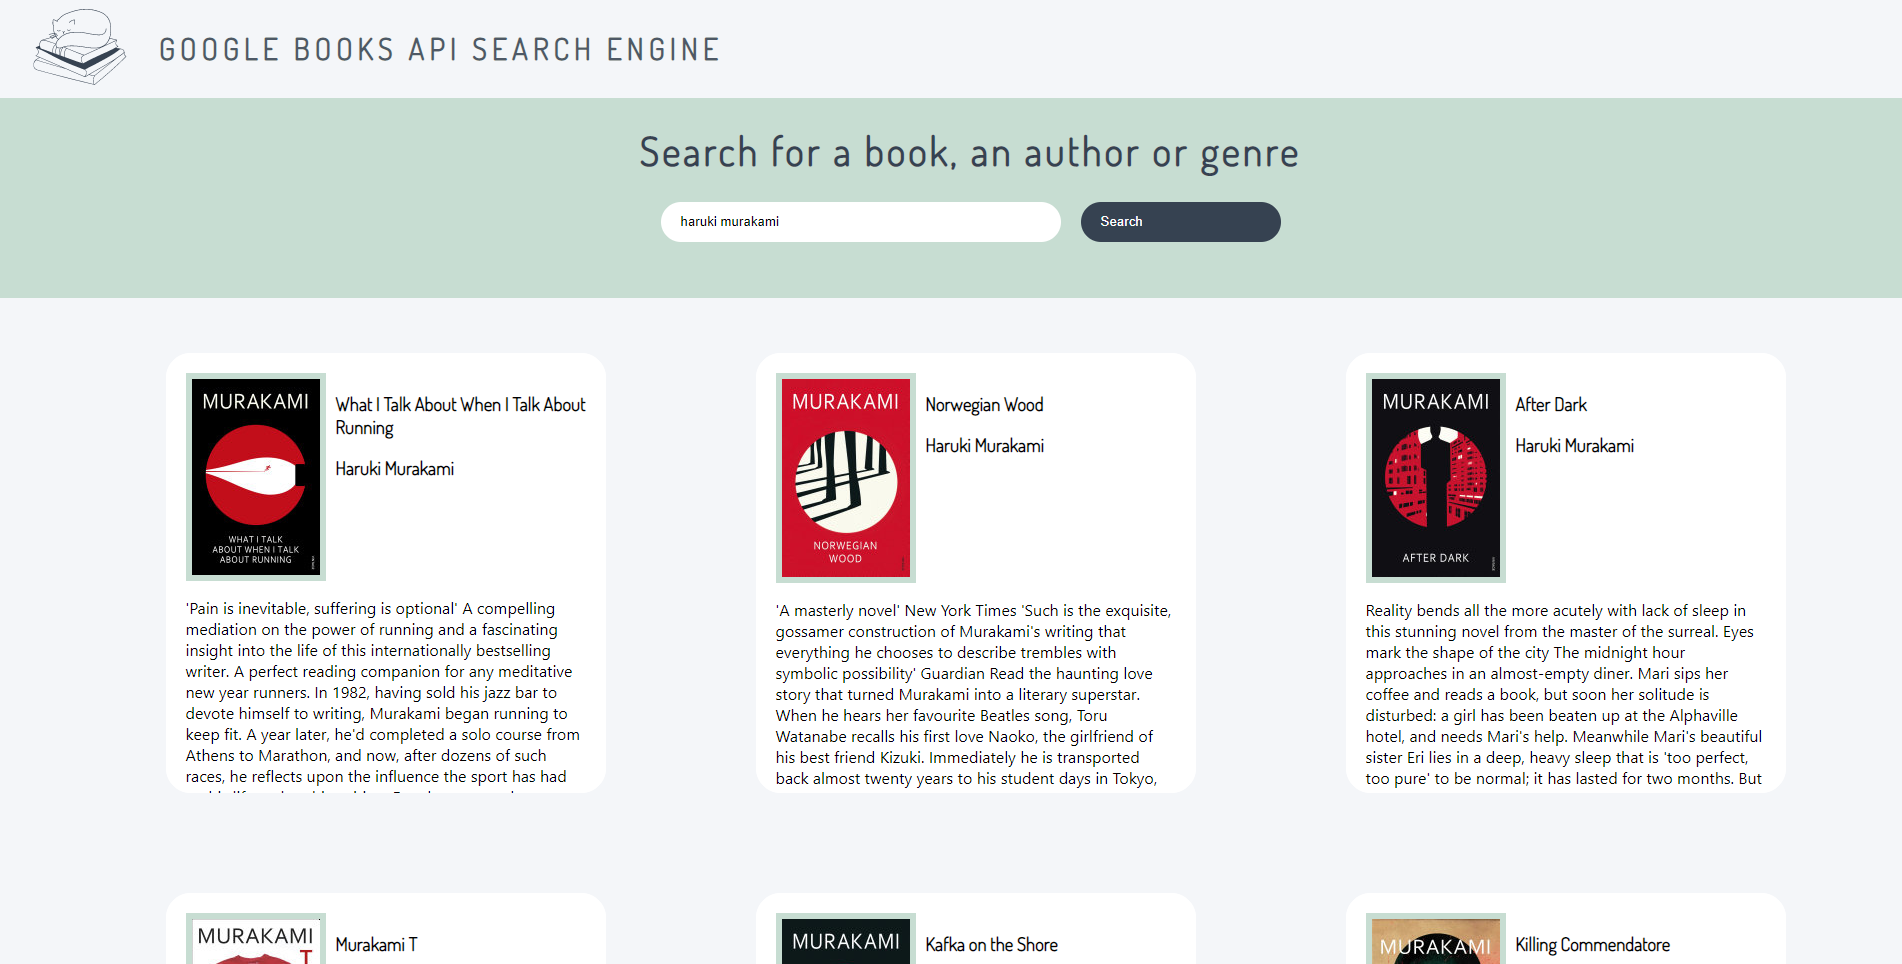 GOOGLE BOOKS API SEARCH ENGINE
Search for a book, an author or genre
haruki murakami
Search
MURAKAMI
WHAT I TALK
ABOUT WHEN I TALK
ABOUT RUNNING
What I Talk About When I Talk About
Running
Haruki Murakami
'Pain is inevitable, suffering is optional' A compelling
mediation on the power of running and a fascinating
insight into the life of this internationally bestselling
writer. A perfect reading companion for any meditative
new year runners. In 1982, having sold his jazz bar to
devote himself to writing, Murakami began running to
keep fit. A year later, he'd completed a solo course from
Athens to Marathon, and now, after dozens of such
races, he reflects upon the influence the sport has had
MURAKAMI
NORWEGIAN
WOOD
Norwegian Wood
Haruki Murakami
'A masterly novel' New York Times 'Such is the exquisite,
gossamer construction of Murakami's writing that
everything he chooses to describe trembles with
symbolic possibility' Guardian Read the haunting love
story that turned Murakami into a literary superstar.
When he hears her favourite Beatles song, Toru
Watanabe recalls his first love Naoko, the girlfriend of
his best friend Kizuki. Immediately he is transported
back almost twenty years to his student days in Tokyo,
MURAKAMI
AFTER DARK
After Dark
Haruki Murakami
Reality bends all the more acutely with lack of sleep in
this stunning novel from the master of the surreal. Eyes
mark the shape of the city The midnight hour
approaches in an almost-empty diner. Mari sips her
coffee and reads a book, but soon her solitude is
disturbed: a girl has been beaten up at the Alphaville
hotel, and needs Mari's help. Meanwhile Mari's beautiful
sister Eri lies in a deep, heavy sleep that is 'too perfect,
too pure' to be normal; it has lasted for two months. But
MURAKAMI
T
Murakami T
MURAKAMI
Kafka on the Shore
MURAKAMI
Killing Commendatore